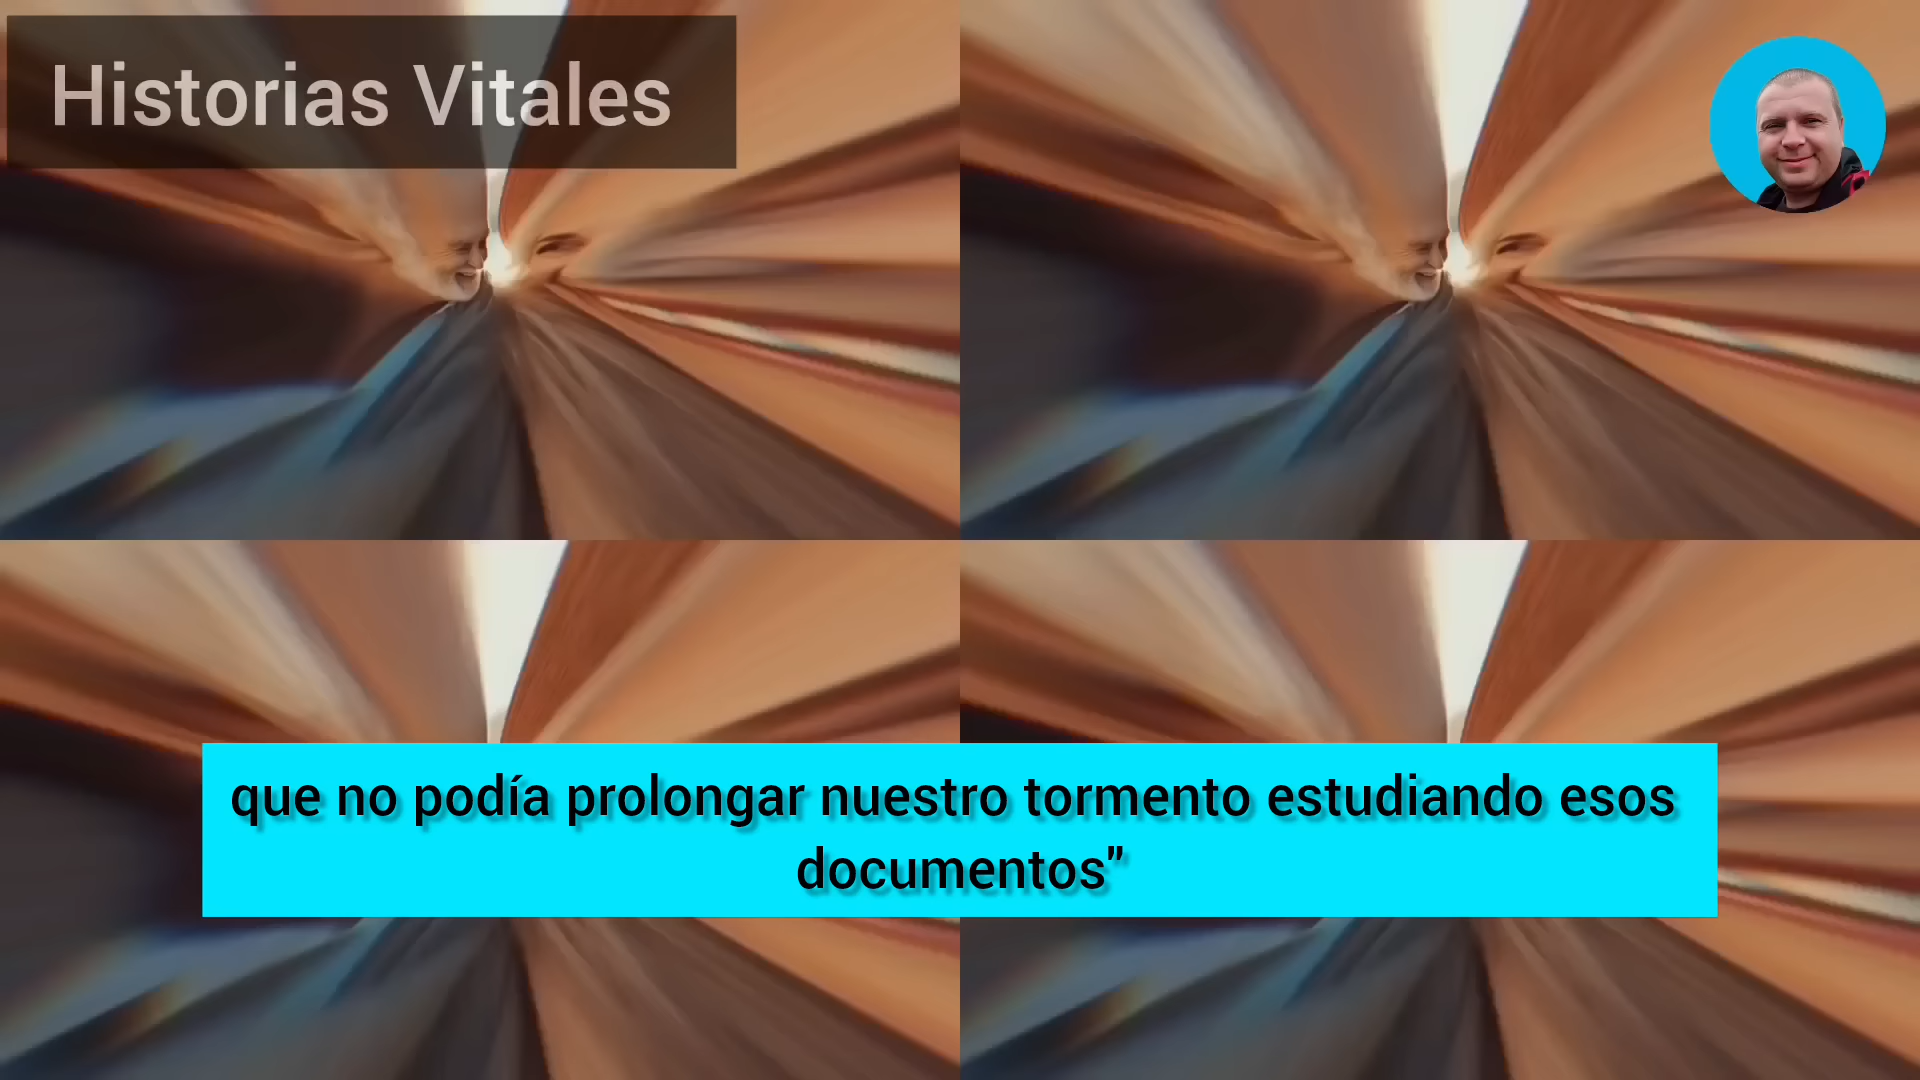 Historias Vitales
que no podía prolongar nuestro tormento estudiando esos
documentos"